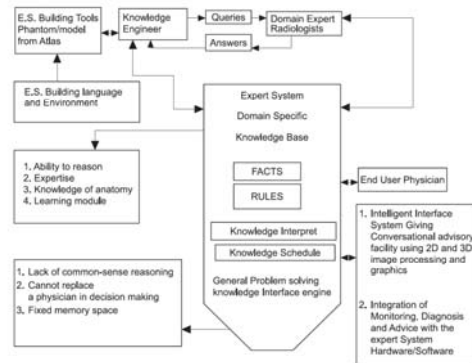 E.S. Building Tools
Phantom/model
from Atlas
Knowledge
Engineer
Queries
Answers
Domain Expert
Radiologists
E.S. Building language
and Environment
Expert System
Domain Specific
Knowledge Base
FACTS
RULES
Knowledge Interpret
Knowledge Schedule
General Problem solving
knowledge Interface engine
1. Ability to reason
2. Expertise
3. Knowledge of anatomy
4. Learning module
End User Physician
1. Intelligent Interface
System Giving
Conversational advisory
facility using 2D and 3D
image processing and
graphics
2. Integration of
Monitoring, Diagnosis
and Advice with the
expert System
Hardware/Software
1. Lack of common-sense reasoning
2. Cannot replace
a physician in decision making
3. Fixed memory space